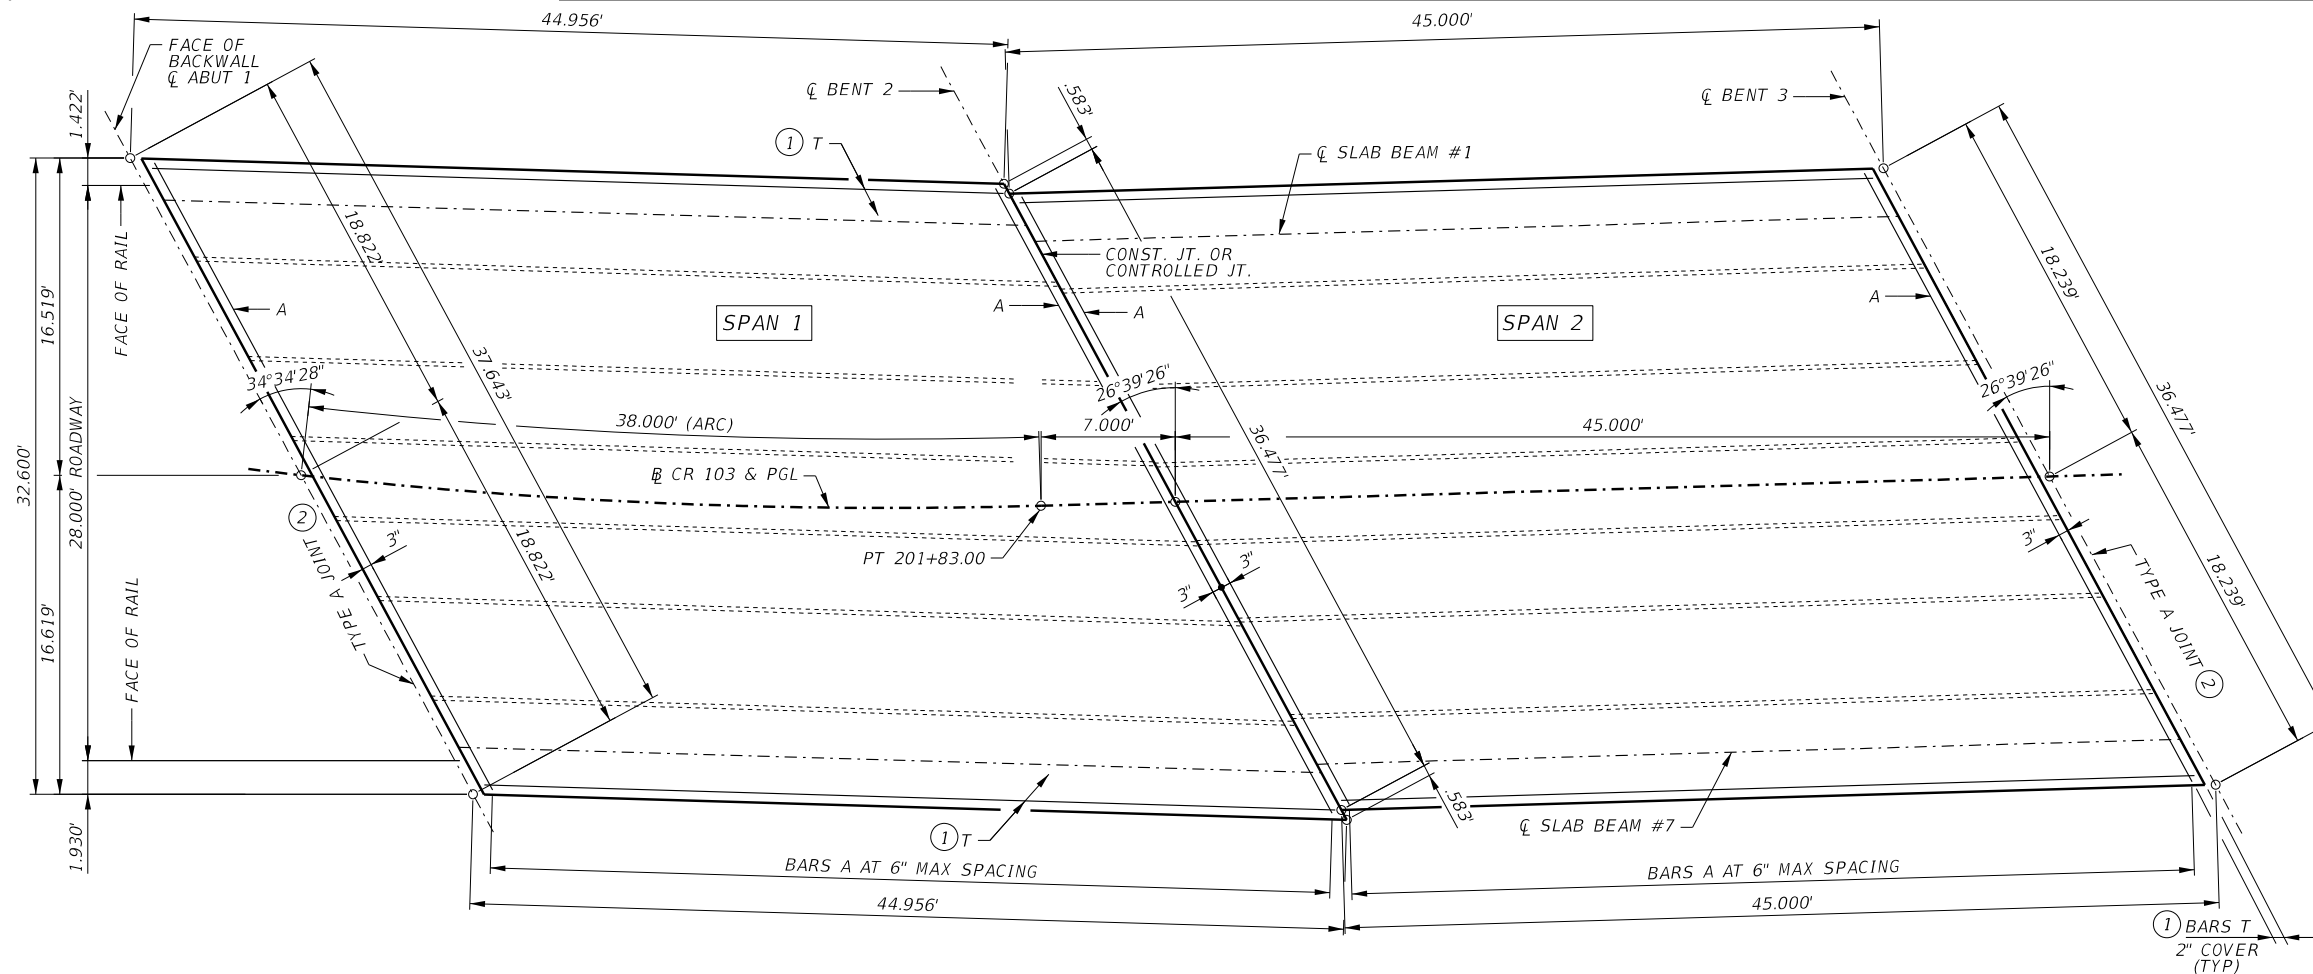 44.956'
45.000'
FACE OF
BACKWALL
℄ ABUT 1
1.422'
℄ BENT 2
.583'
℄ BENT 3
1 T
℄ SLAB BEAM #1
FACE OF RAIL
18.822'
CONST. JT. OR
CONTROLLED JT.
18.239'
16.519'
A
A
A
A
SPAN 1
SPAN 2
37.643'
34°34'28"
26°39'26"
26°39'26"
36.477'
38.000' (ARC)
7.000'
45.000'
36.477'
32.600'
28.000' ROADWAY
B CR 103 & PGL
2
TYPE A JOINT
3"
18.822'
PT 201+83.00
3"
3"
3"
TYPE A JOINT
2
18.239'
16.619'
FACE OF RAIL
.583'
℄ SLAB BEAM #7
1 T
1.930'
BARS A AT 6" MAX SPACING
BARS A AT 6" MAX SPACING
44.956'
45.000'
1 BARS T
2" COVER
(TYP)